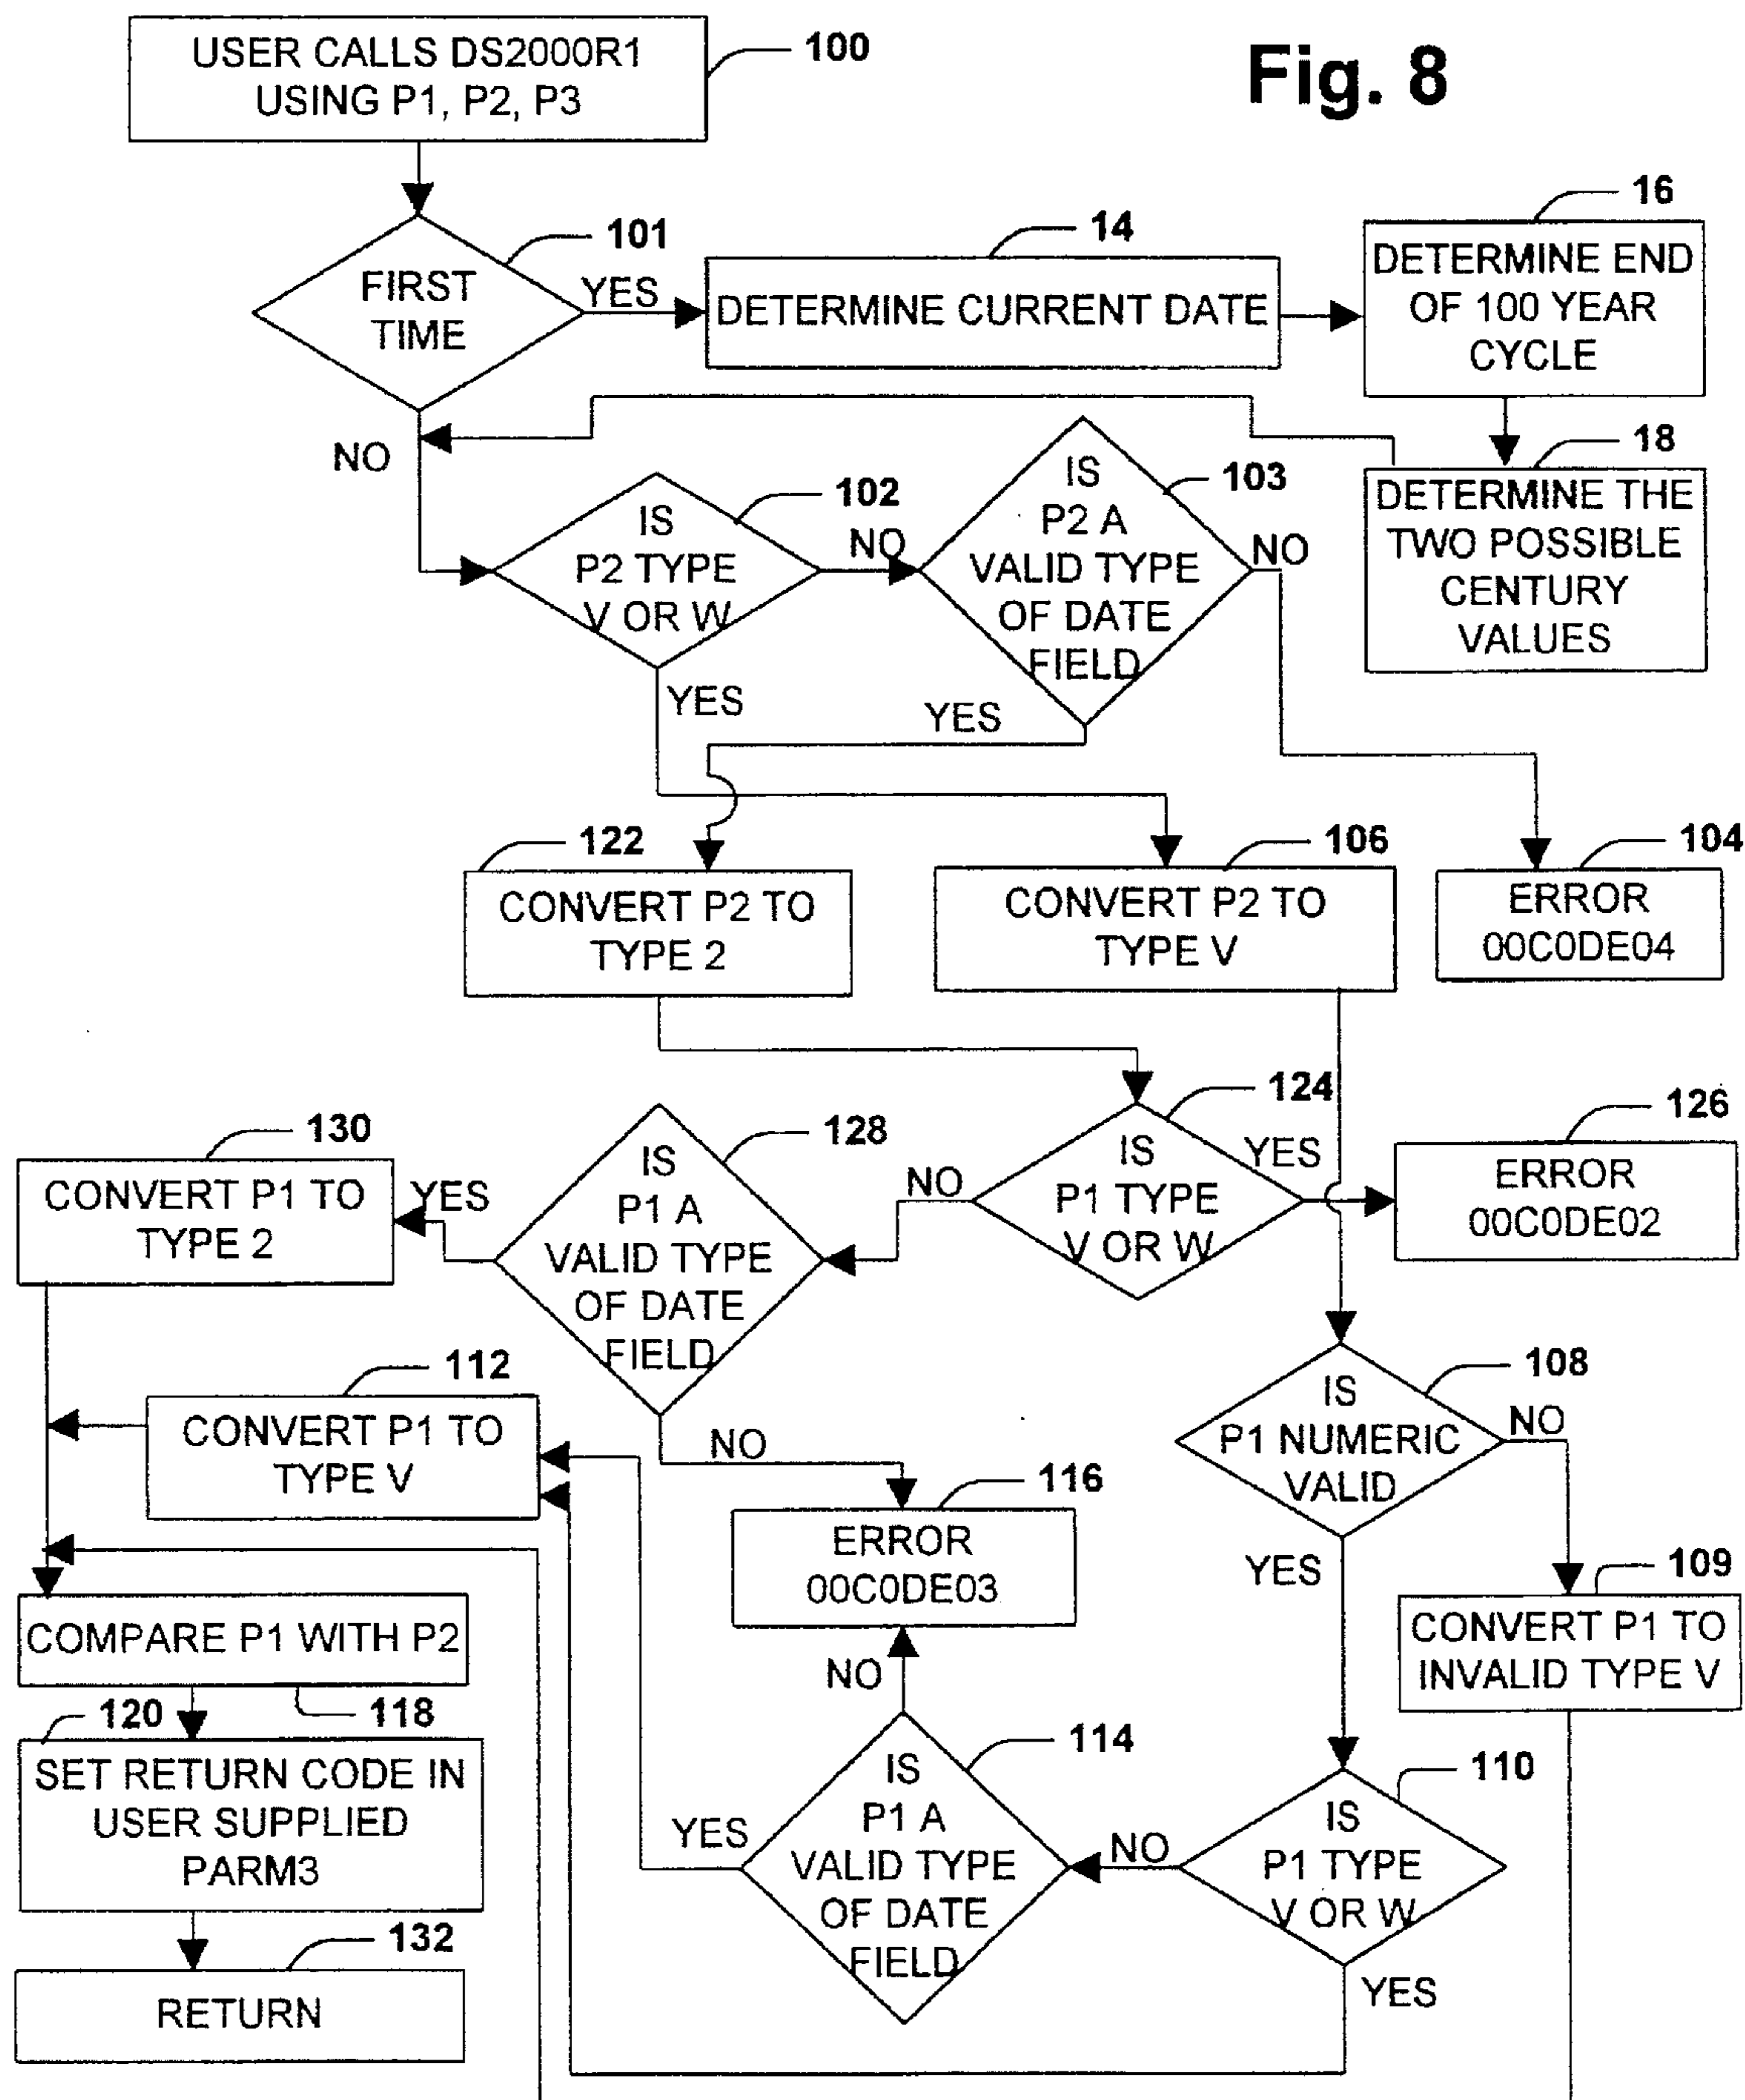 Fig. 8
USER CALLS DS2000R1
USING P1, P2, P3
100
FIRST
TIME
101
YES
NO
14
DETERMINE CURRENT DATE
16
DETERMINE END
OF 100 YEAR
CYCLE
18
DETERMINE THE
TWO POSSIBLE
CENTURY
VALUES
102
IS
P2 TYPE
V OR W
NO
YES
103
IS
P2 A
VALID TYPE
OF DATE
FIELD
NO
YES
122
CONVERT P2 TO
TYPE 2
106
CONVERT P2 TO
TYPE V
104
ERROR
00C0DE04
124
IS
P1 TYPE
V OR W
YES
NO
126
ERROR
00C0DE02
128
IS
P1 A
VALID TYPE
OF DATE
FIELD
YES
NO
130
CONVERT P1 TO
TYPE 2
112
CONVERT P1 TO
TYPE V
108
IS
P1 NUMERIC
VALID
NO
YES
116
ERROR
00C0DE03
109
CONVERT P1 TO
INVALID TYPE V
COMPARE P1 WITH P2
118
120
SET RETURN CODE IN
USER SUPPLIED
PARM3
114
IS
P1 A
VALID TYPE
OF DATE
FIELD
NO
YES
110
IS
P1 TYPE
V OR W
NO
YES
132
RETURN